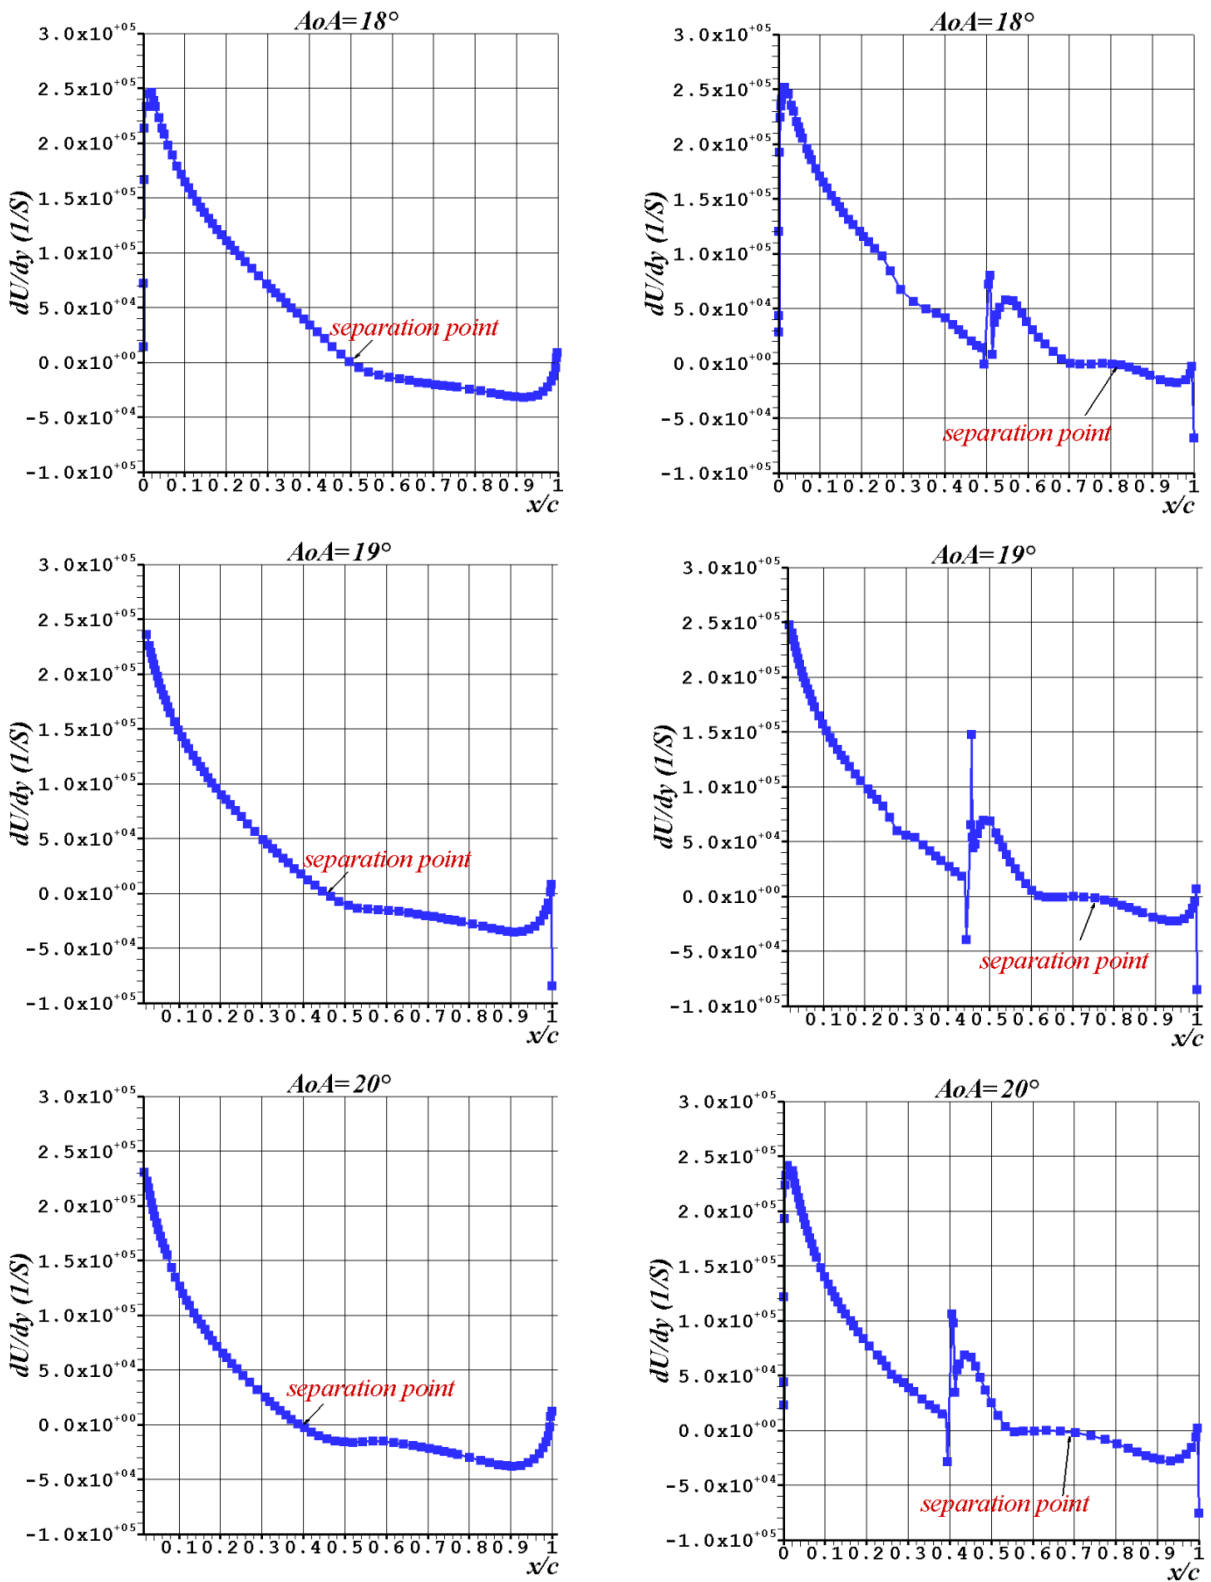 AoA=18°
3.0x10+05
2.5x10+05
2.0x10+05
1.5x10+05
1.0x10+05
5.0x10+04
0.0x10+00
-5.0x10+04
-1.0x10+05
dU/dy (1/S)
separation point
0 0.1 0.2 0.3 0.4 0.5 0.6 0.7 0.8 0.9 1
x/c
AoA=18°
3.0x10+05
2.5x10+05
2.0x10+05
1.5x10+05
1.0x10+05
5.0x10+04
0.0x10+00
-5.0x10+04
-1.0x10+05
dU/dy (1/S)
separation point
0 0.1 0.2 0.3 0.4 0.5 0.6 0.7 0.8 0.9 1
x/c
AoA=19°
3.0x10+05
2.5x10+05
2.0x10+05
1.5x10+05
1.0x10+05
5.0x10+04
0.0x10+00
-5.0x10+04
-1.0x10+05
dU/dy (1/S)
separation point
0.1 0.2 0.3 0.4 0.5 0.6 0.7 0.8 0.9 1
x/c
AoA=19°
3.0x10+05
2.5x10+05
2.0x10+05
1.5x10+05
1.0x10+05
5.0x10+04
0.0x10+00
-5.0x10+04
-1.0x10+05
dU/dy (1/S)
separation point
0.1 0.2 0.3 0.4 0.5 0.6 0.7 0.8 0.9 1
x/c
AoA=20°
3.0x10+05
2.5x10+05
2.0x10+05
1.5x10+05
1.0x10+05
5.0x10+04
0.0x10+00
-5.0x10+04
-1.0x10+05
dU/dy (1/S)
separation point
0.1 0.2 0.3 0.4 0.5 0.6 0.7 0.8 0.9 1
x/c
AoA=20°
3.0x10+05
2.5x10+05
2.0x10+05
1.5x10+05
1.0x10+05
5.0x10+04
0.0x10+00
-5.0x10+04
-1.0x10+05
dU/dy (1/S)
separation point
0 0.1 0.2 0.3 0.4 0.5 0.6 0.7 0.8 0.9 1
x/c